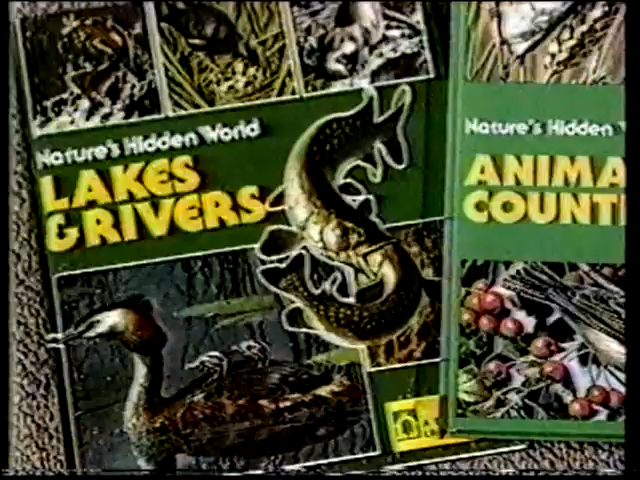 Nature's Hidden World
LAKES
& RIVERS
Nature's Hidden
ANIMA
COUNT